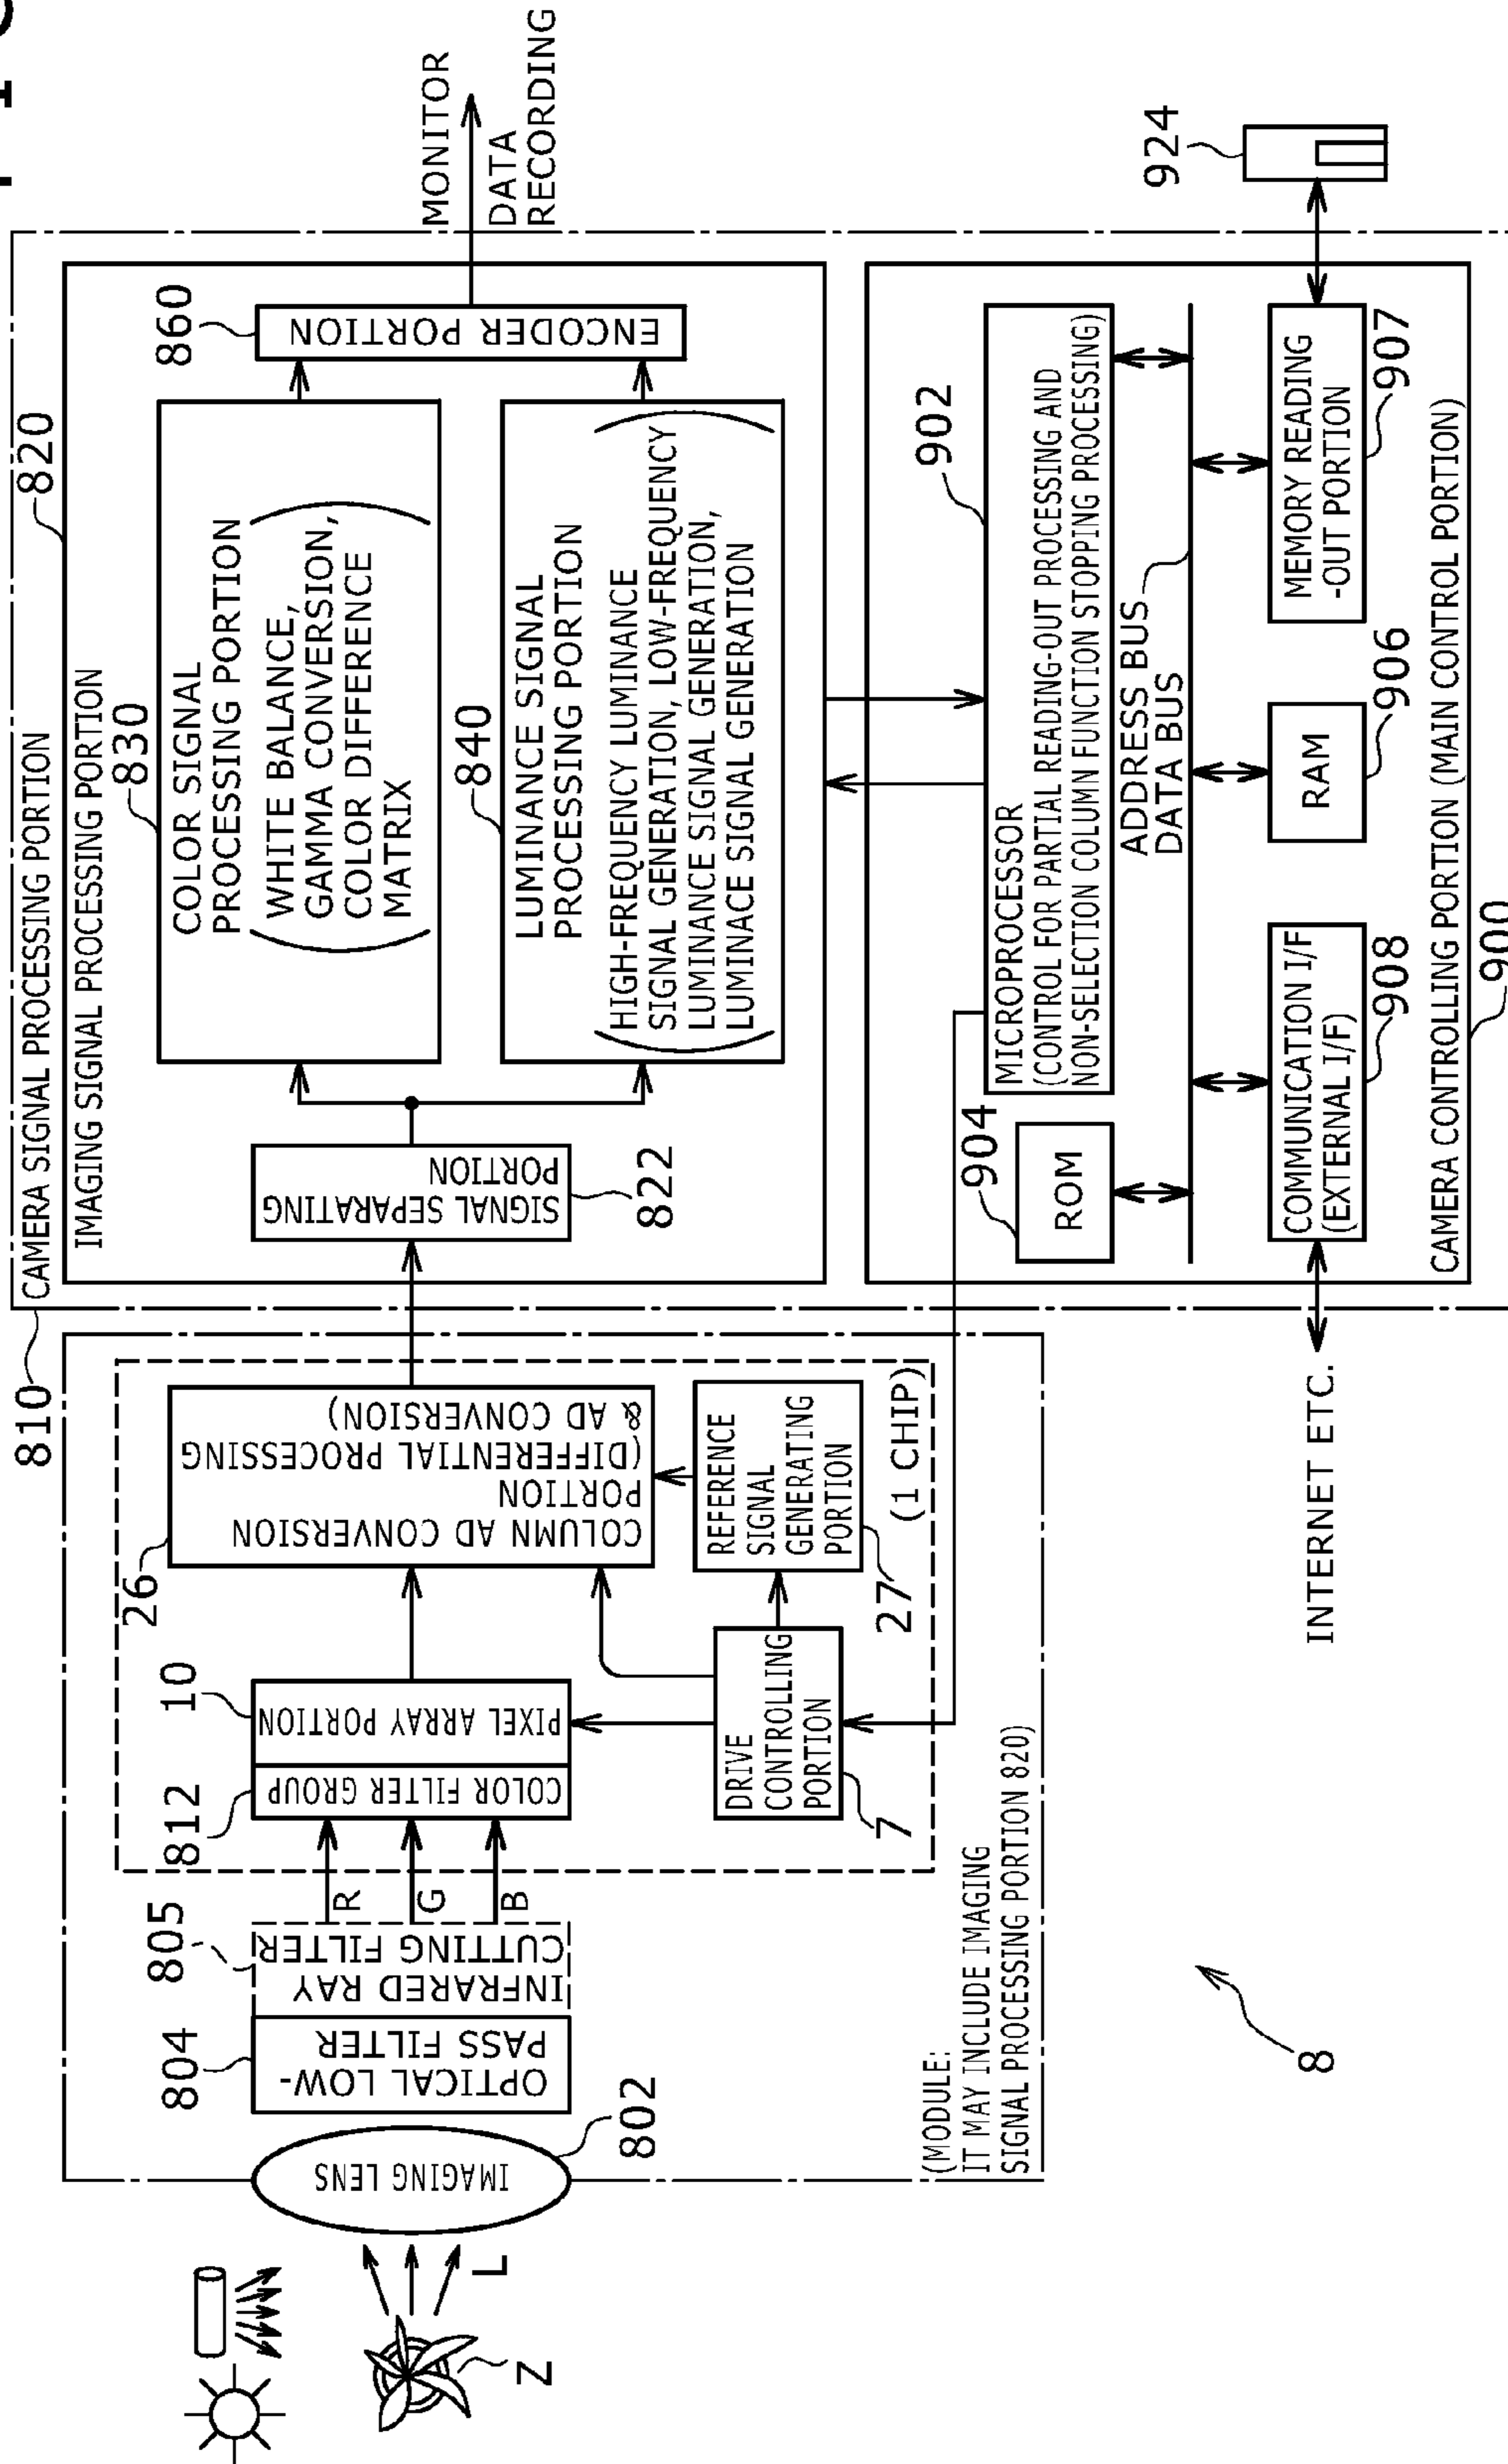 CAMERA SIGNAL PROCESSING PORTION
810
IMAGING SIGNAL PROCESSING PORTION
820
830
COLOR SIGNAL
PROCESSING PORTION
WHITE BALANCE,
GAMMA CONVERSION,
COLOR DIFFERENCE
MATRIX
840
LUMINANCE SIGNAL
PROCESSING PORTION
HIGH-FREQUENCY LUMINANCE
SIGNAL GENERATION, LOW-FREQUENCY
LUMINANCE SIGNAL GENERATION,
LUMINACE SIGNAL GENERATION
860
ENCODER PORTION
MONITOR
DATA
RECORDING
SIGNAL SEPARATING
PORTION
822
26
COLUMN AD CONVERSION
PORTION
(DIFFERENTIAL PROCESSING
& AD CONVERSION)
REFERENCE
SIGNAL
GENERATING
PORTION
27
(1 CHIP)
10
PIXEL ARRAY PORTION
812
COLOR FILTER GROUP
DRIVE
CONTROLLING
PORTION
7
R
G
B
805
INFRARED RAY
CUTTING FILTER
804
OPTICAL LOW-
PASS FILTER
802
IMAGING LENS
L
Z
(MODULE:
IT MAY INCLUDE IMAGING
SIGNAL PROCESSING PORTION 820)
8
902
MICROPROCESSOR
(CONTROL FOR PARTIAL READING-OUT PROCESSING AND
NON-SELECTION COLUMN FUNCTION STOPPING PROCESSING)
904
ROM
ADDRESS BUS
DATA BUS
COMMUNICATION I/F
(EXTERNAL I/F)
908
RAM
906
MEMORY READING
-OUT PORTION
907
924
CAMERA CONTROLLING PORTION (MAIN CONTROL PORTION)
900
INTERNET ETC.